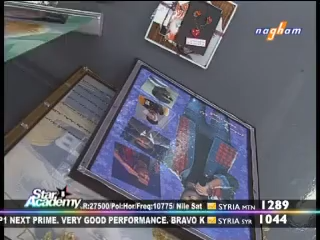 nagham
Star Academy
.R:27500/Pol:Hor/Freq:10775/ Nile Sat SYRIA MTN 1289
P1 NEXT PRIME. VERY GOOD PERFORMANCE. BRAVO K SYRIA SYR 1044